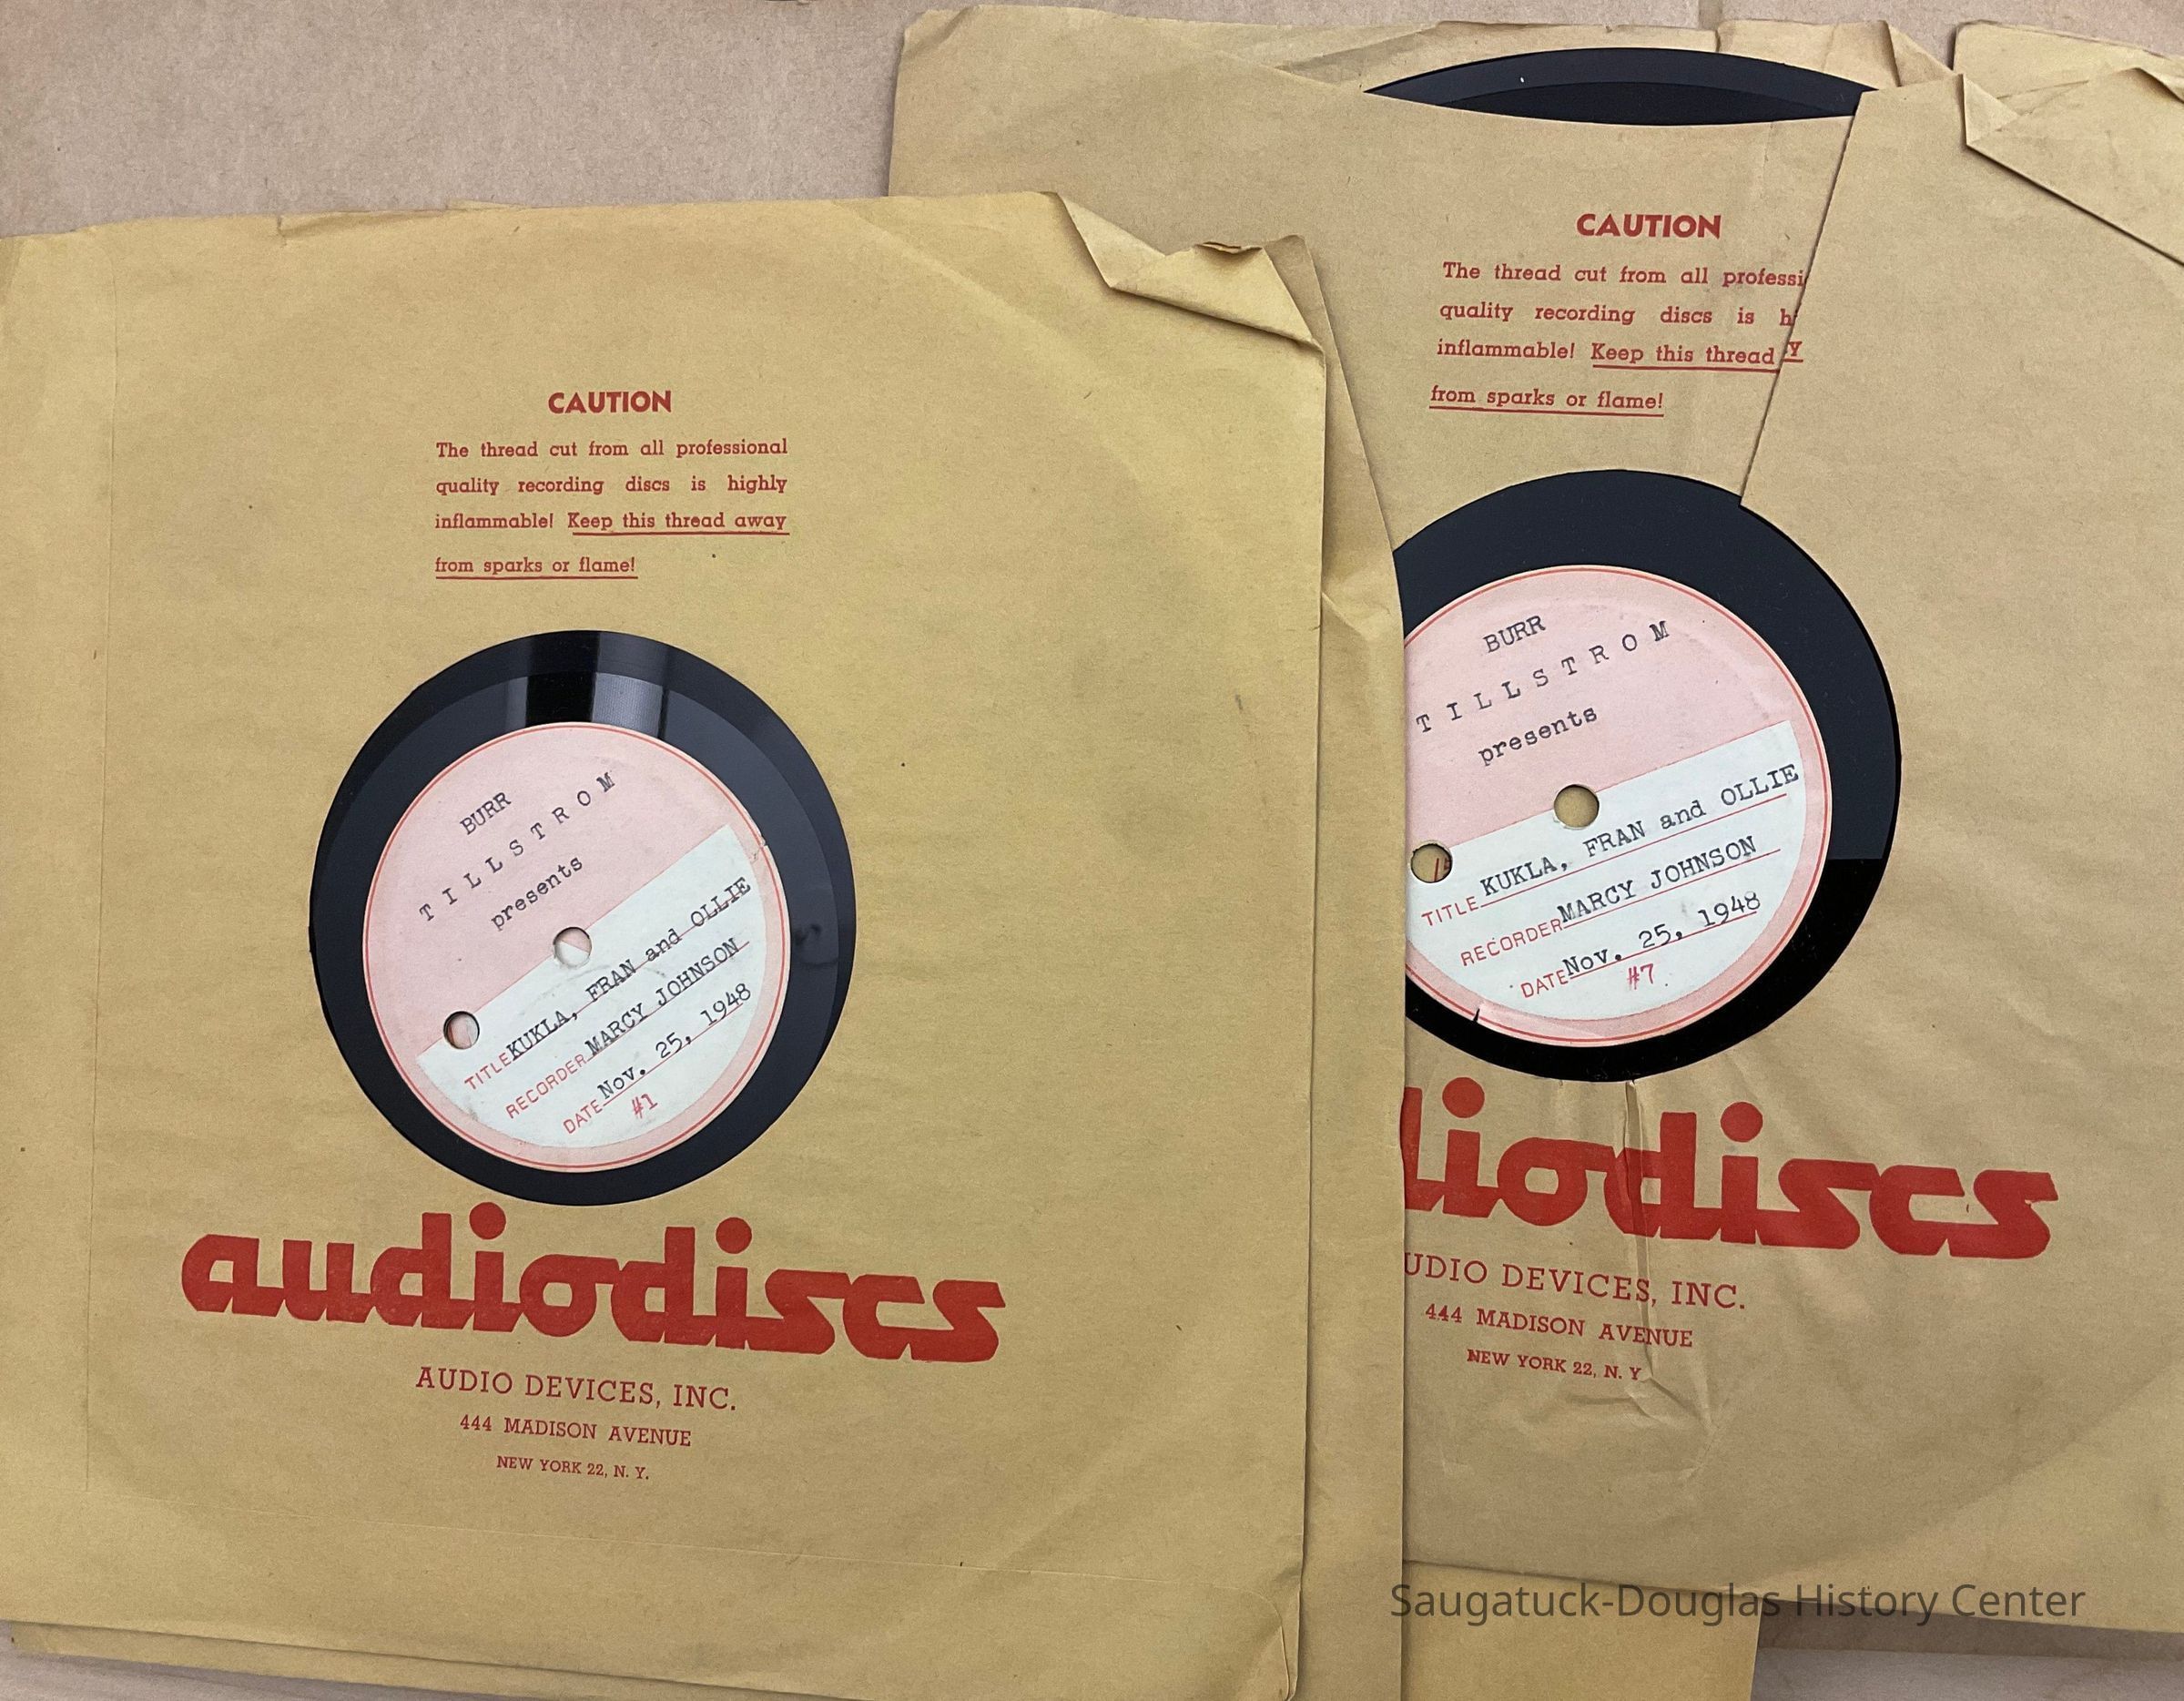 CAUTION
The thread cut from all professional
quality recording discs is highly
inflammable! Keep this thread away
from sparks or flame!
BURR
TILLSTROM
presents
TITLE KUKLA, FRAN and OLLIE
RECORDER MARCY JOHNSON
DATE Nov. 25, 1948
#1
audiodiscs
AUDIO DEVICES, INC.
444 MADISON AVENUE
NEW YORK 22, N. Y.
CAUTION
The thread cut from all professi
quality recording discs is h
inflammable! Keep this thread Y
from sparks or flame!
BURR
TILLSTROM
presents
TITLE KUKLA, FRAN and OLLIE
RECORDER MARCY JOHNSON
DATE Nov. 25, 1948
#7
diodiscs
UDIO DEVICES, INC.
444 MADISON AVENUE
NEW YORK 22, N. Y
Saugatuck-Douglas History Center